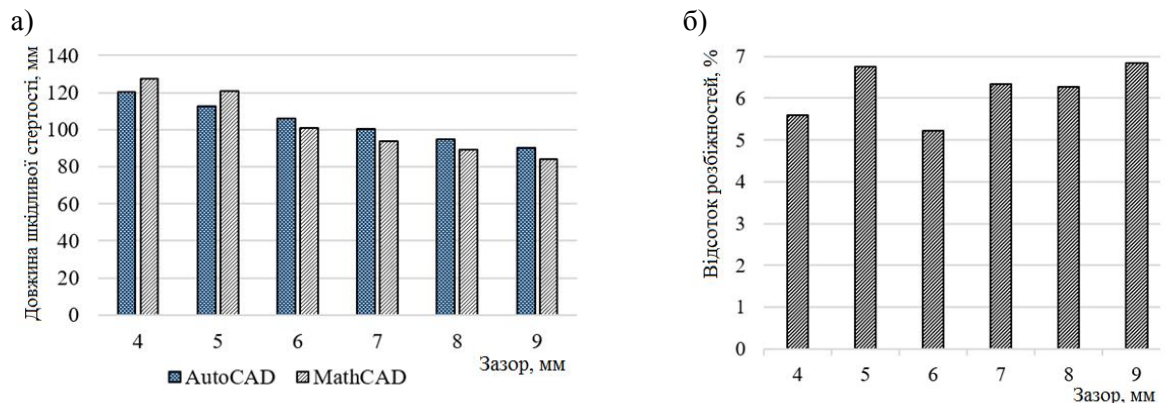 а)
Довжина шкідливої стертості, мм
140
120
100
80
60
40
20
0
4 5 6 7 8 9
Зазор, мм
AutoCAD MathCAD
б)
Відсоток розбіжностей, %
7
6
5
4
3
2
1
0
4 5 6 7 8 9
Зазор, мм